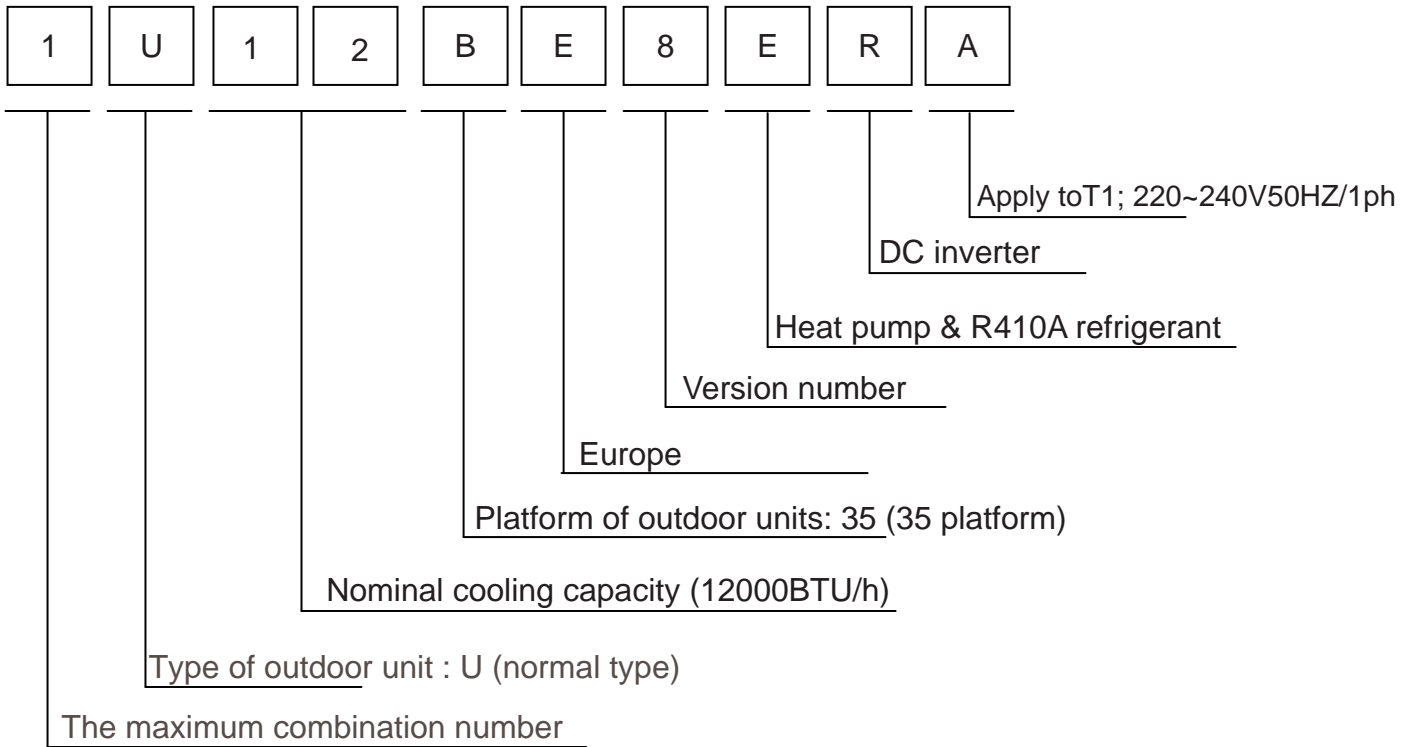 1 U 1 2 B E 8 E R A
Apply toT1; 220~240V50HZ/1ph
DC inverter
Heat pump & R410A refrigerant
Version number
Europe
Platform of outdoor units: 35 (35 platform)
Nominal cooling capacity (12000BTU/h)
Type of outdoor unit : U (normal type)
The maximum combination number